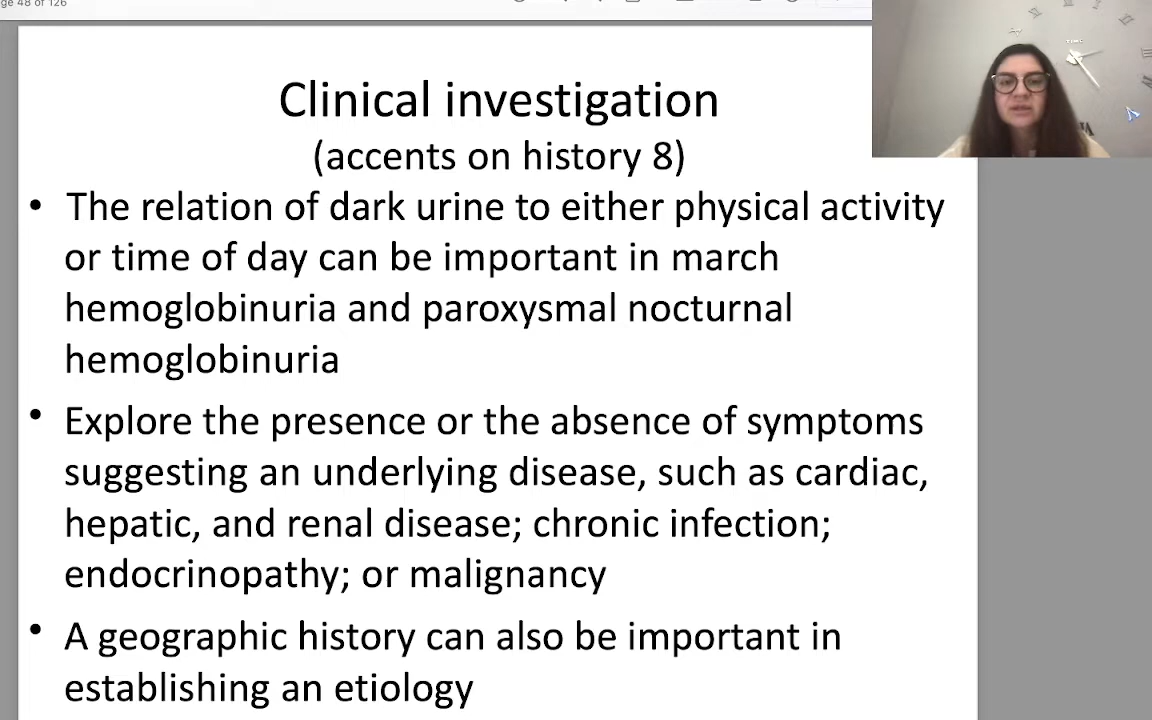 ge 48 of 126
Clinical investigation
(accents on history 8)
• The relation of dark urine to either physical activity
or time of day can be important in march
hemoglobinuria and paroxysmal nocturnal
hemoglobinuria
• Explore the presence or the absence of symptoms
suggesting an underlying disease, such as cardiac,
hepatic, and renal disease; chronic infection;
endocrinopathy; or malignancy
• A geographic history can also be important in
establishing an etiology